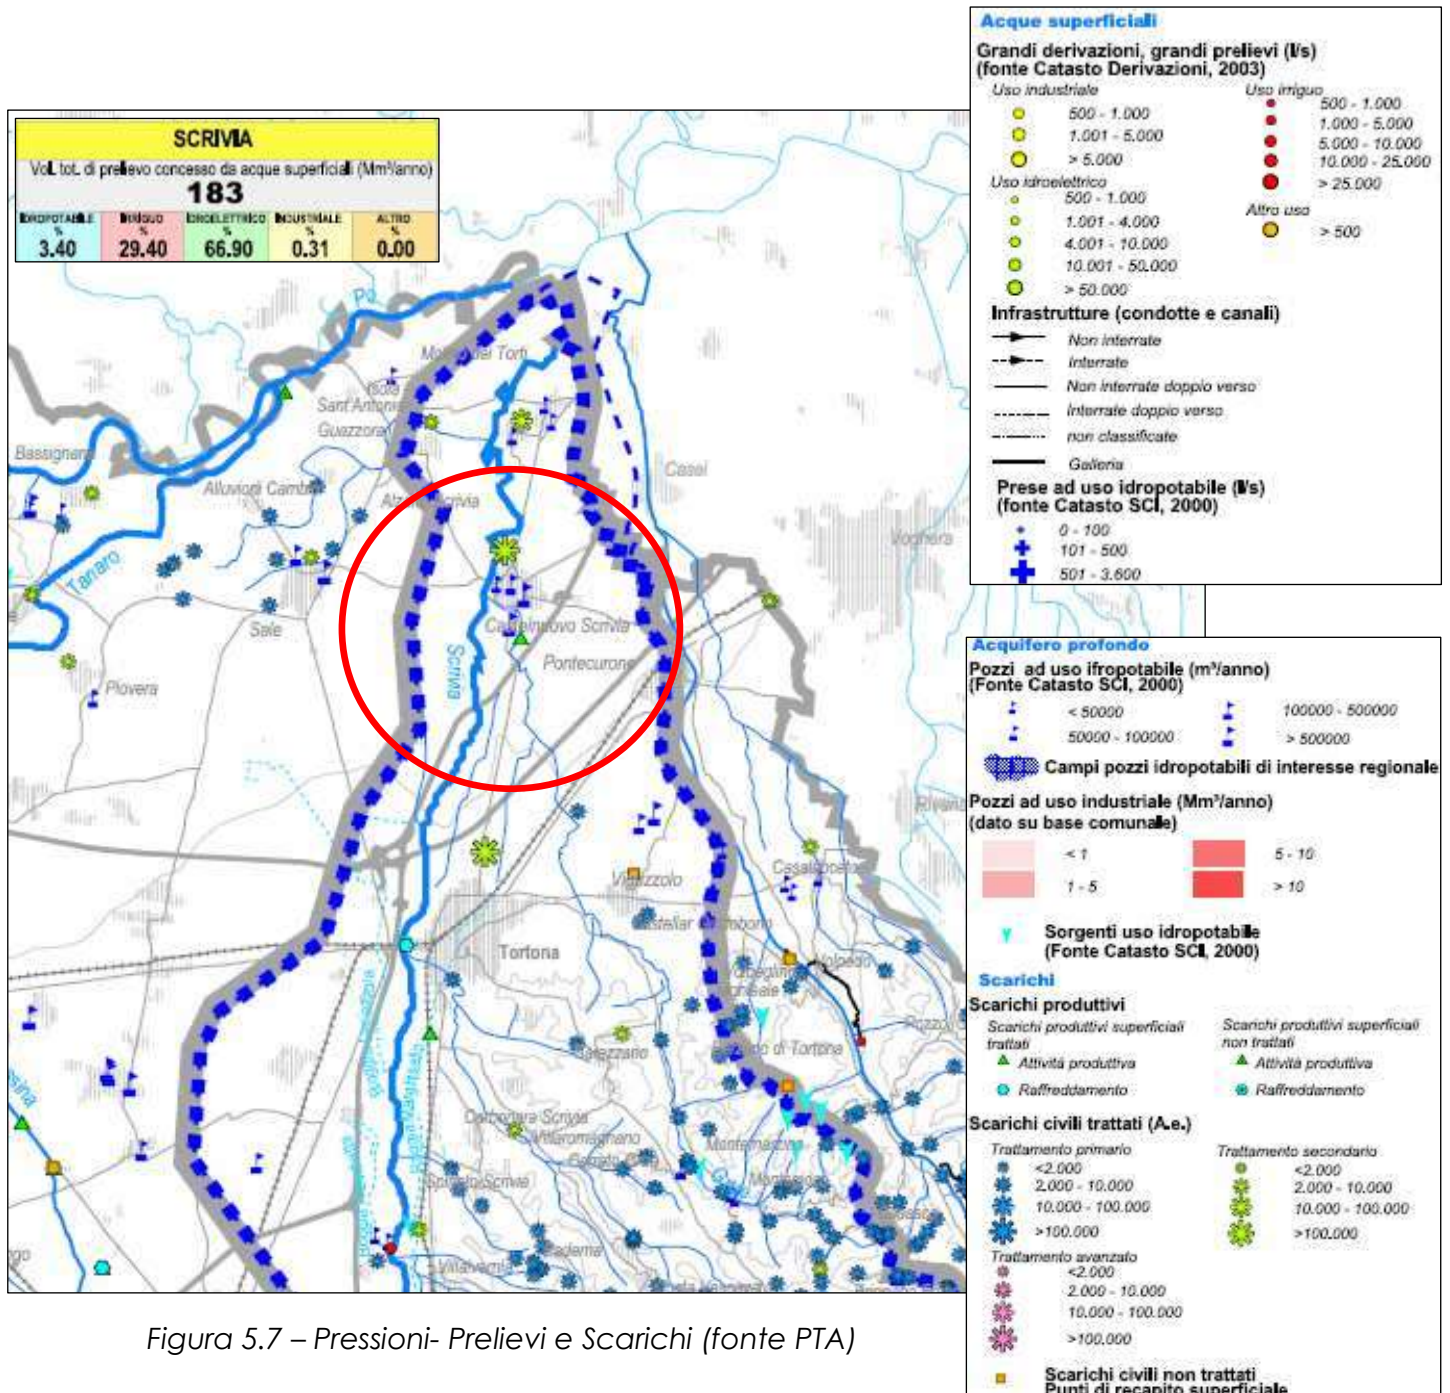 SCRIVIA
Vol. tot. di prelievo concesso da acque superficiali (Mm³/anno)
183
IDROPOTABILE % IRRIGUO % IDROELETTRICO % INDUSTRIALE % ALTRO %
3.40 29.40 66.90 0.31 0.00
Po
Isola
Sant'Antonio
Guazzora
Bassignana
Alluvioni Cambiò
Alzano Scrivia
Casei
Voghera
Tanaro
Sale
Castelnuovo Scrivia
Scrivia
Pontecurone
Piovera
Viguzzolo
Tortona
Carbonara Scrivia
Villaromagnano
Spineto Scrivia
Villalvernia
Acque superficiali
Grandi derivazioni, grandi prelievi (l/s)
(fonte Catasto Derivazioni, 2003)
Uso industriale
500 - 1.000
1.001 - 5.000
> 5.000
Uso idroelettrico
500 - 1.000
1.001 - 4.000
4.001 - 10.000
10.001 - 50.000
> 50.000
Uso irriguo
500 - 1.000
1.000 - 5.000
5.000 - 10.000
10.000 - 25.000
> 25.000
Altro uso
> 500
Infrastrutture (condotte e canali)
Non interrate
Interrate
Non interrate doppio verso
Interrate doppio verso
non classificate
Galleria
Prese ad uso idropotabile (l/s)
(fonte Catasto SCI, 2000)
0 - 100
101 - 500
501 - 3.600
Acquifero profondo
Pozzi ad uso ifropotabile (m³/anno)
(Fonte Catasto SCI, 2000)
< 50000
50000 - 100000
100000 - 500000
> 500000
Campi pozzi idropotabili di interesse regionale
Pozzi ad uso industriale (Mm³/anno)
(dato su base comunale)
< 1
1 - 5
5 - 10
> 10
Sorgenti uso idropotabile
(Fonte Catasto SCI, 2000)
Scarichi
Scarichi produttivi
Scarichi produttivi superficiali
trattati
Attività produttiva
Raffreddamento
Scarichi produttivi superficiali
non trattati
Attività produttiva
Raffreddamento
Scarichi civili trattati (A.e.)
Trattamento primario
<2.000
2.000 - 10.000
10.000 - 100.000
>100.000
Trattamento secondario
<2.000
2.000 - 10.000
10.000 - 100.000
>100.000
Trattamento avanzato
<2.000
2.000 - 10.000
10.000 - 100.000
>100.000
Scarichi civili non trattati
Punti di recapito superficiale
Figura 5.7 – Pressioni- Prelievi e Scarichi (fonte PTA)